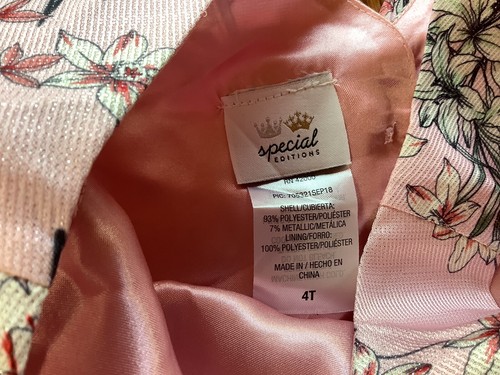 special
EDITIONS
SHELL/CUBIERTA:
93% POLYESTER/POLIÉSTER
7% METALLIC/METÁLICA
LINING/FORRO:
100% POLYESTER/POLIÉSTER
MADE IN / HECHO EN
CHINA
4T